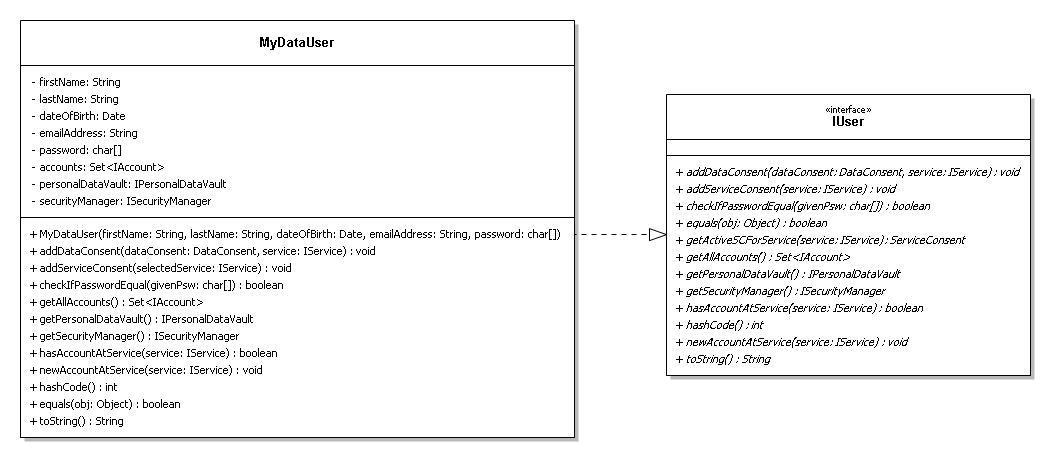 MyDataUser
- firstName: String
- lastName: String
- dateOfBirth: Date
- emailAddress: String
- password: char[]
- accounts: Set<IAccount>
- personalDataVault: IPersonalDataVault
- securityManager: ISecurityManager
+ MyDataUser(firstName: String, lastName: String, dateOfBirth: Date, emailAddress: String, password: char[])
+ addDataConsent(dataConsent: DataConsent, service: IService) : void
+ addServiceConsent(selectedService: IService) : void
+ checkIfPasswordEqual(givenPsw: char[]) : boolean
+ getAllAccounts() : Set<IAccount>
+ getPersonalDataVault() : IPersonalDataVault
+ getSecurityManager() : ISecurityManager
+ hasAccountAtService(service: IService) : boolean
+ newAccountAtService(service: IService) : void
+ hashCode() : int
+ equals(obj: Object) : boolean
+ toString() : String
«interface»
IUser
+ addDataConsent(dataConsent: DataConsent, service: IService) : void
+ addServiceConsent(service: IService) : void
+ checkIfPasswordEqual(givenPsw: char[]) : boolean
+ equals(obj: Object) : boolean
+ getActiveSCForService(service: IService): ServiceConsent
+ getAllAccounts() : Set<IAccount>
+ getPersonalDataVault() : IPersonalDataVault
+ getSecurityManager() : ISecurityManager
+ hasAccountAtService(service: IService) : boolean
+ hashCode() : int
+ newAccountAtService(service: IService) : void
+ toString() : String